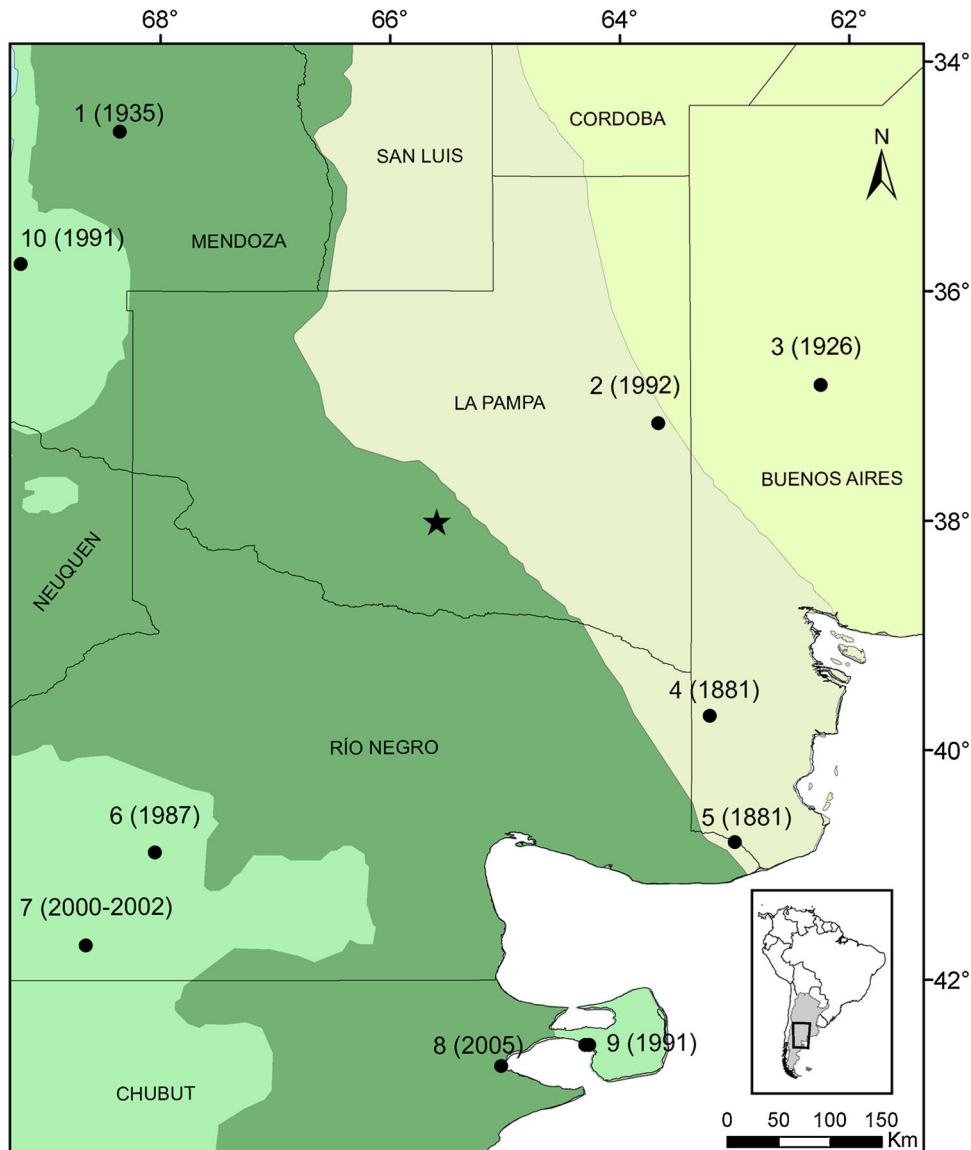 68° 66° 64° 62°
34°
1 (1935)
CORDOBA
N
SAN LUIS
10 (1991)
MENDOZA
36°
3 (1926)
2 (1992)
LA PAMPA
BUENOS AIRES
38°
NEUQUEN
4 (1881)
RÍO NEGRO
40°
6 (1987)
5 (1881)
7 (2000-2002)
42°
8 (2005)
9 (1991)
CHUBUT
0 50 100 150
Km